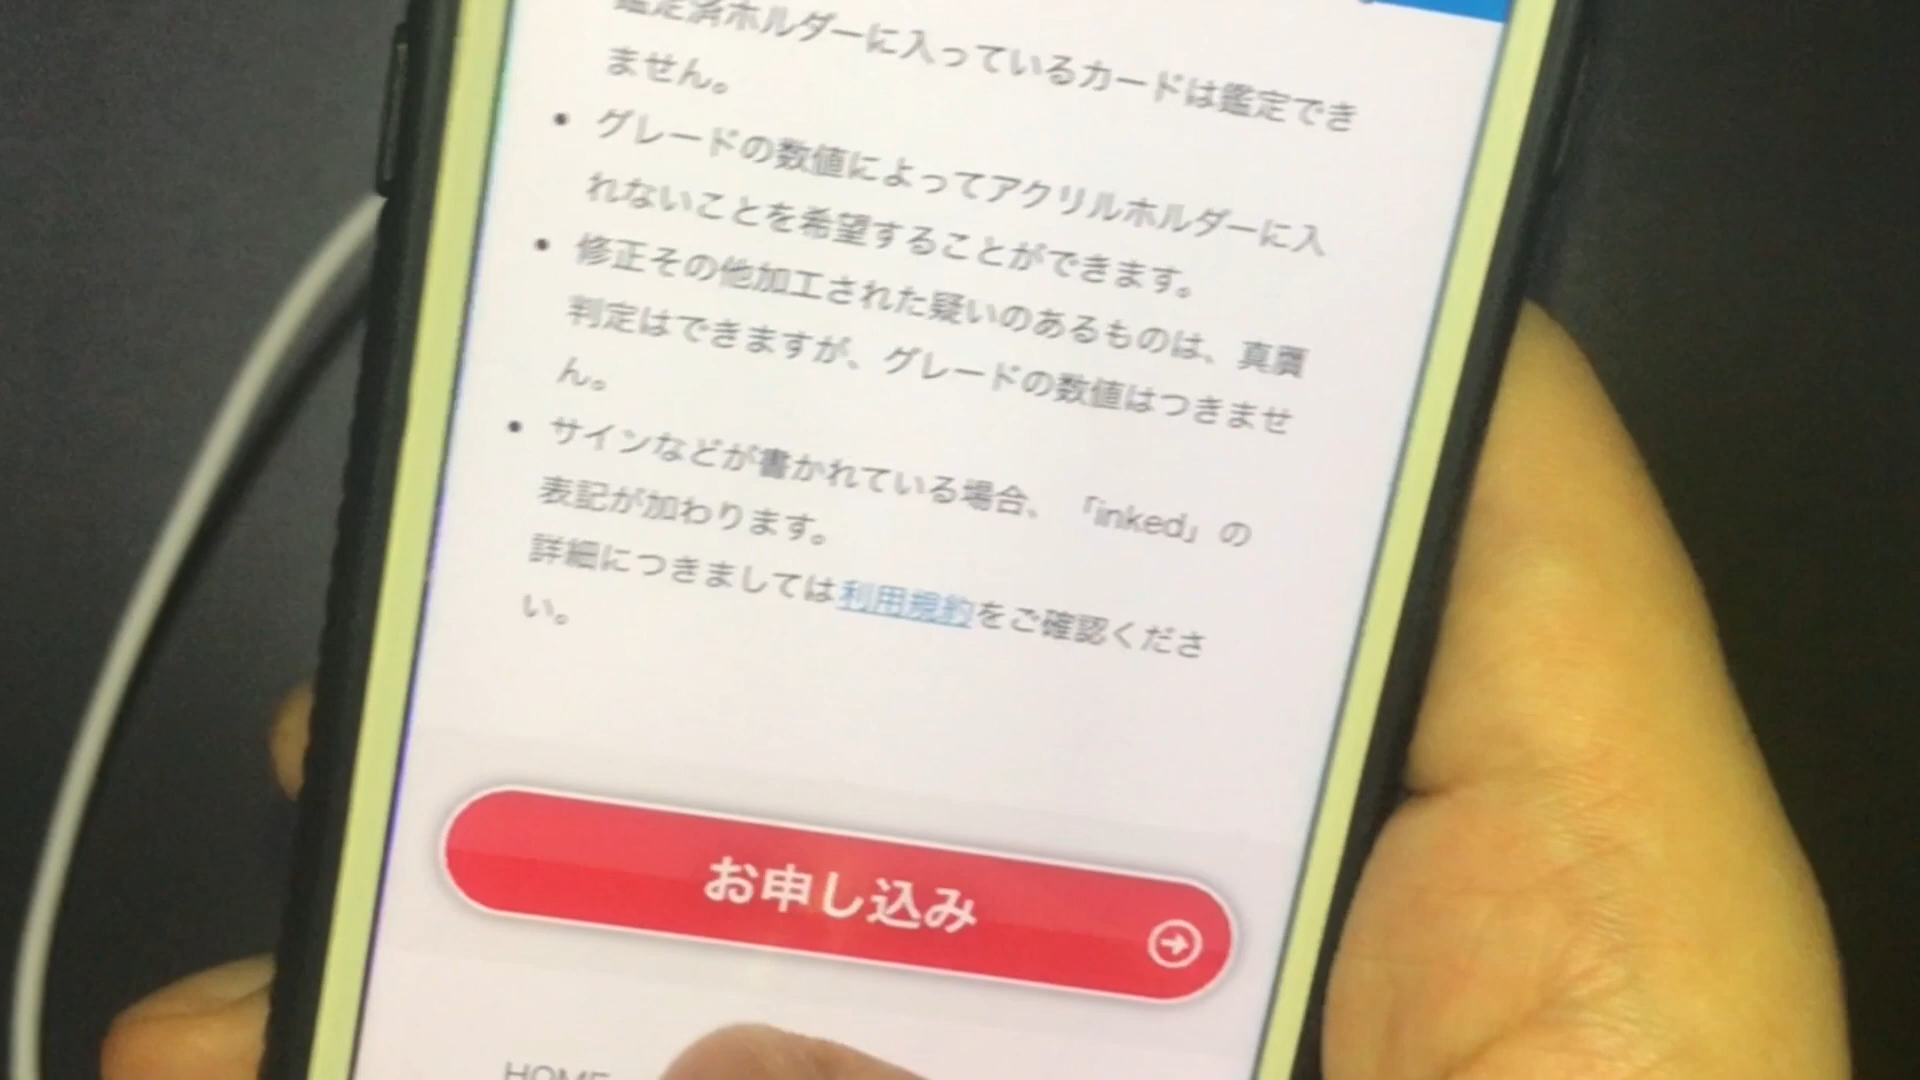 鑑定済ホルダーに入っているカードは鑑定でき
ません。
• グレードの数値によってアクリルホルダーに入
れないことを希望することができます。
• 修正その他加工された疑いのあるものは、真贋
判定はできますが、グレードの数値はつきませ
ん。
• サインなどが書かれている場合、「inked」の
表記が加わります。
詳細につきましては利用規約をご確認くださ
い。
お申し込み
HOME